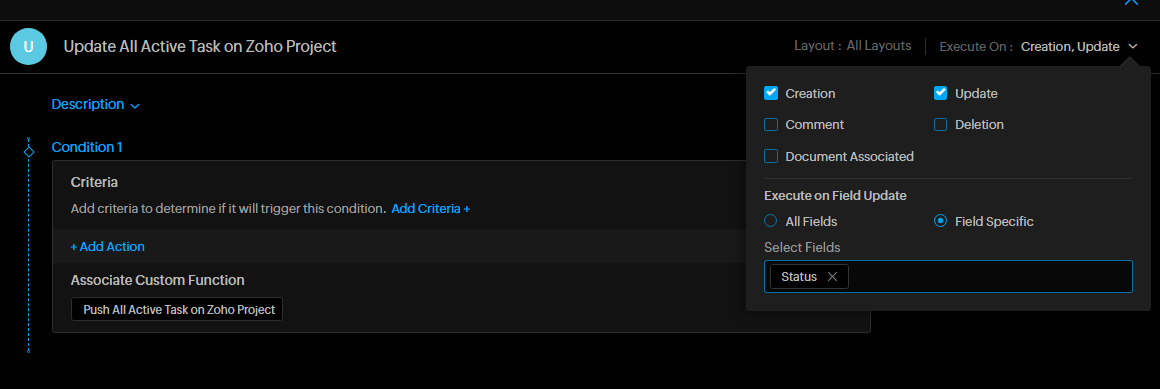 U
Update All Active Task on Zoho Project
Layout : All Layouts
Execute On : Creation, Update
Creation
Update
Comment
Deletion
Document Associated
Execute on Field Update
All Fields
Field Specific
Select Fields
Status
Description
Condition 1
Criteria
Add criteria to determine if it will trigger this condition. Add Criteria +
+ Add Action
Associate Custom Function
Push All Active Task on Zoho Project